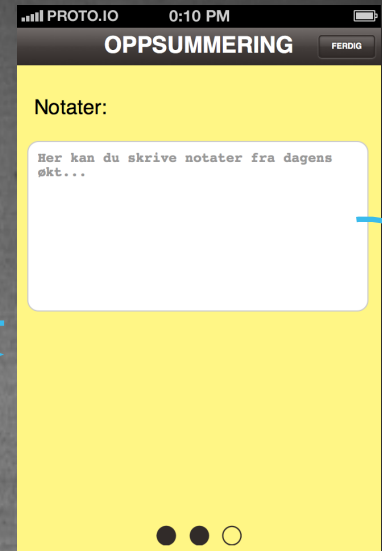 PROTO.IO 0:10 PM
OPPSUMMERING FERDIG
Notater:
Her kan du skrive notater fra dagens
økt...